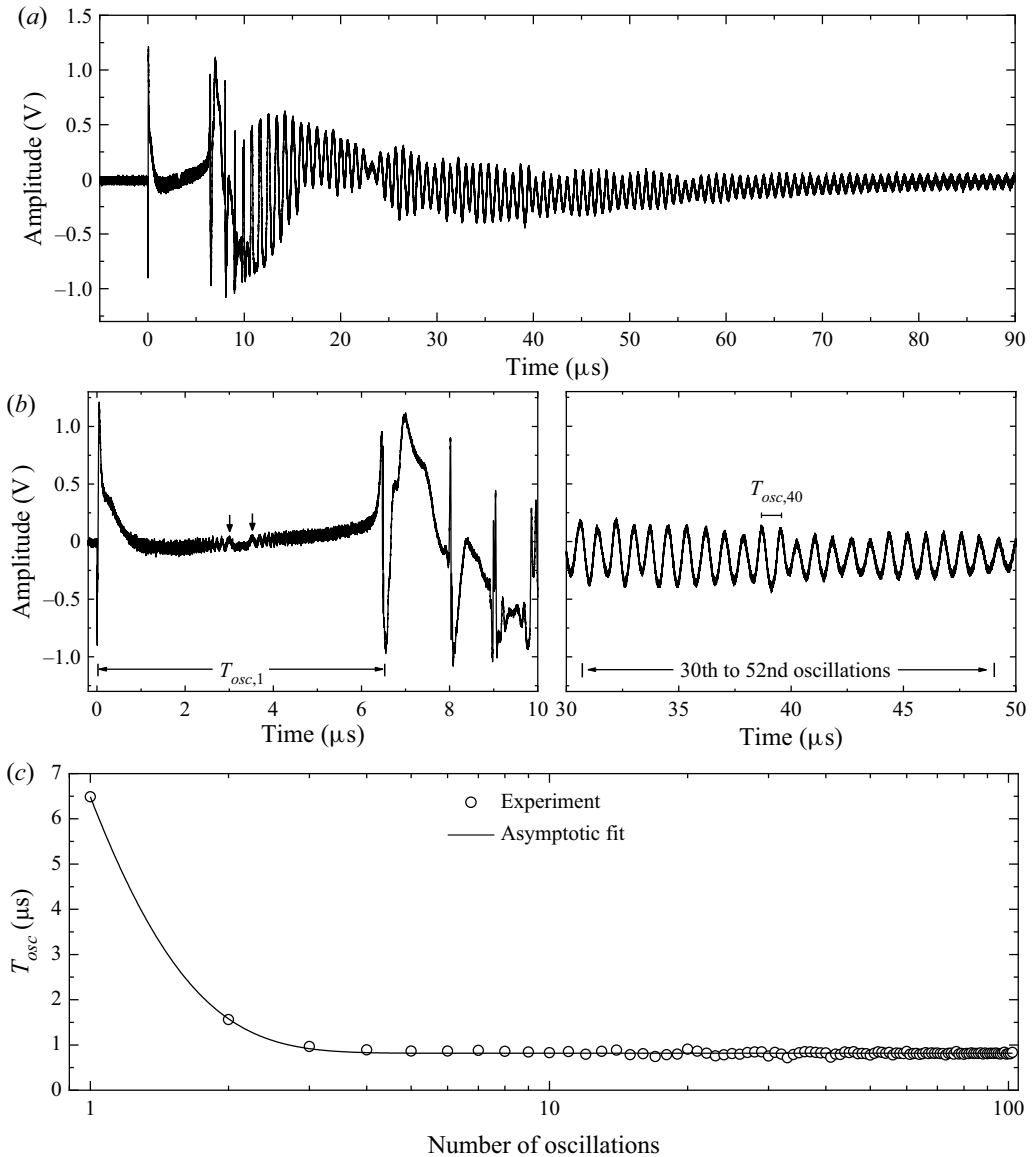 (a)
1.5
1.0
0.5
0
–0.5
–1.0
Amplitude (V)
0 10 20 30 40 50 60 70 80 90
Time (μs)
(b)
1.0
0.5
0
–0.5
–1.0
Amplitude (V)
Tosc,1
0 2 4 6 8 10
Time (μs)
Tosc,40
30th to 52nd oscillations
30 35 40 45 50
Time (μs)
(c)
7
6
5
4
3
2
1
0
Tosc (μs)
Experiment
Asymptotic fit
1 10 100
Number of oscillations